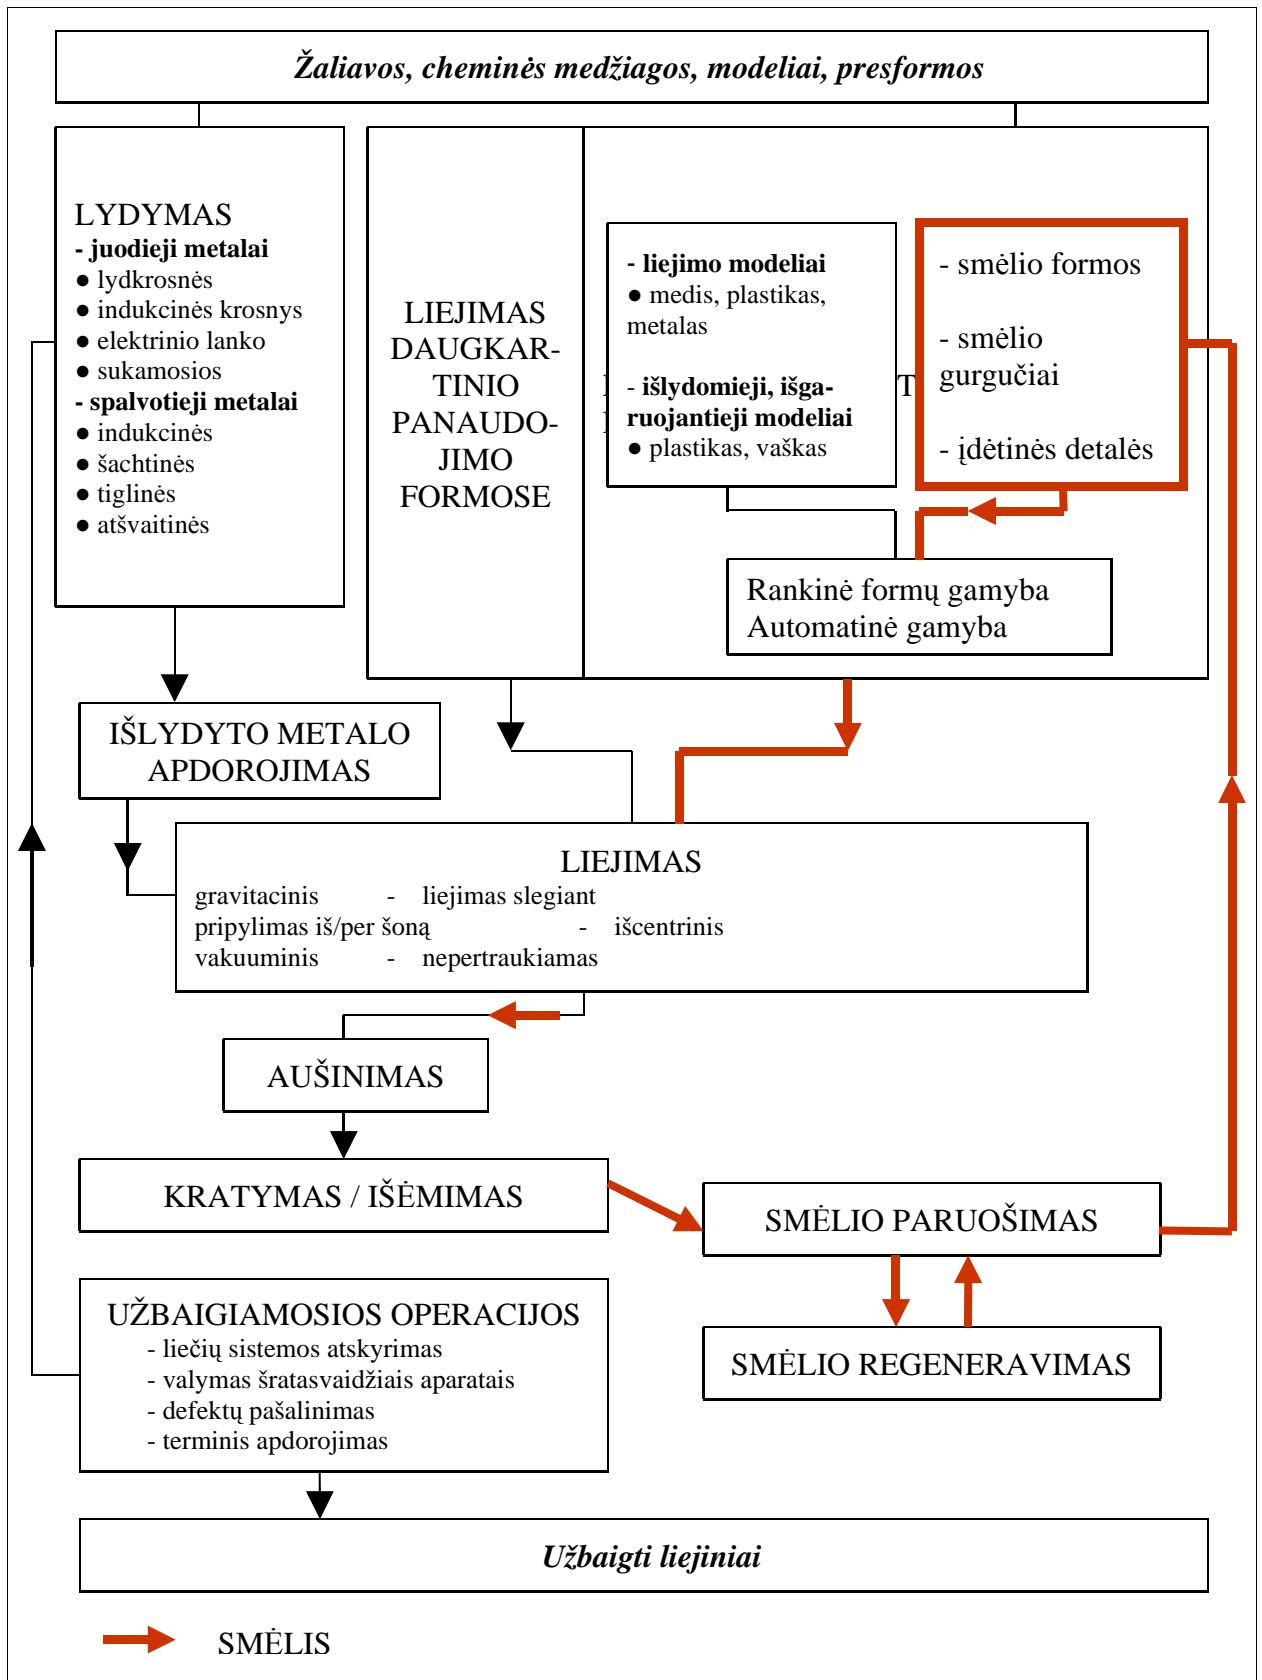 Žaliavos, cheminės medžiagos, modeliai, presformos
LYDYMAS
- juodieji metalai
● lydkrosnės
● indukcinės krosnys
● elektrinio lanko
● sukamosios
- spalvotieji metalai
● indukcinės
● šachtinės
● tiglinės
● atšvaitinės
LIEJIMAS
DAUGKAR-
TINIO
PANAUDO-
JIMO
FORMOSE
- liejimo modeliai
● medis, plastikas,
metalas
- išlydomieji, išga-
ruojantieji modeliai
● plastikas, vaškas
- smėlio formos
- smėlio
gurgučiai
- įdėtinės detalės
Rankinė formų gamyba
Automatinė gamyba
IŠLYDYTO METALO
APDOROJIMAS
LIEJIMAS
gravitacinis - liejimas slegiant
pripylimas iš/per šoną - išcentrinis
vakuuminis - nepertraukiamas
AUŠINIMAS
KRATYMAS / IŠĖMIMAS
SMĖLIO PARUOŠIMAS
UŽBAIGIAMOSIOS OPERACIJOS
- liečių sistemos atskyrimas
- valymas šratasvaidžiais aparatais
- defektų pašalinimas
- terminis apdorojimas
SMĖLIO REGENERAVIMAS
Užbaigti liejiniai
SMĖLIS